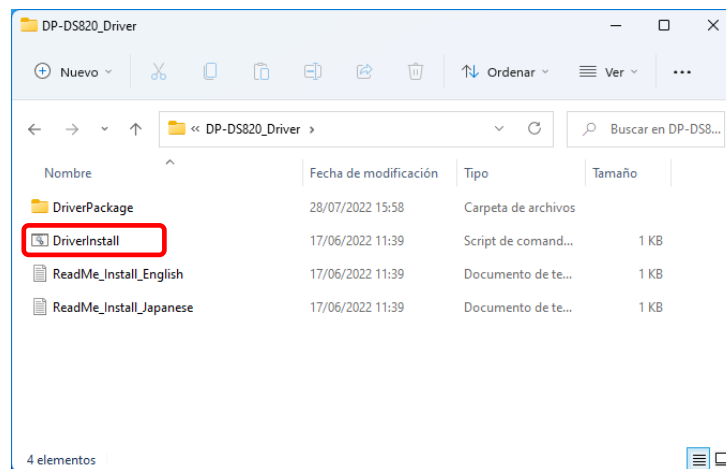 DP-DS820_Driver
Nuevo Ordenar Ver
« DP-DS820_Driver Buscar en DP-DS8...
Nombre Fecha de modificación Tipo Tamaño
DriverPackage 28/07/2022 15:58 Carpeta de archivos
DriverInstall 17/06/2022 11:39 Script de comand... 1 KB
ReadMe_Install_English 17/06/2022 11:39 Documento de te... 1 KB
ReadMe_Install_Japanese 17/06/2022 11:39 Documento de te... 1 KB
4 elementos